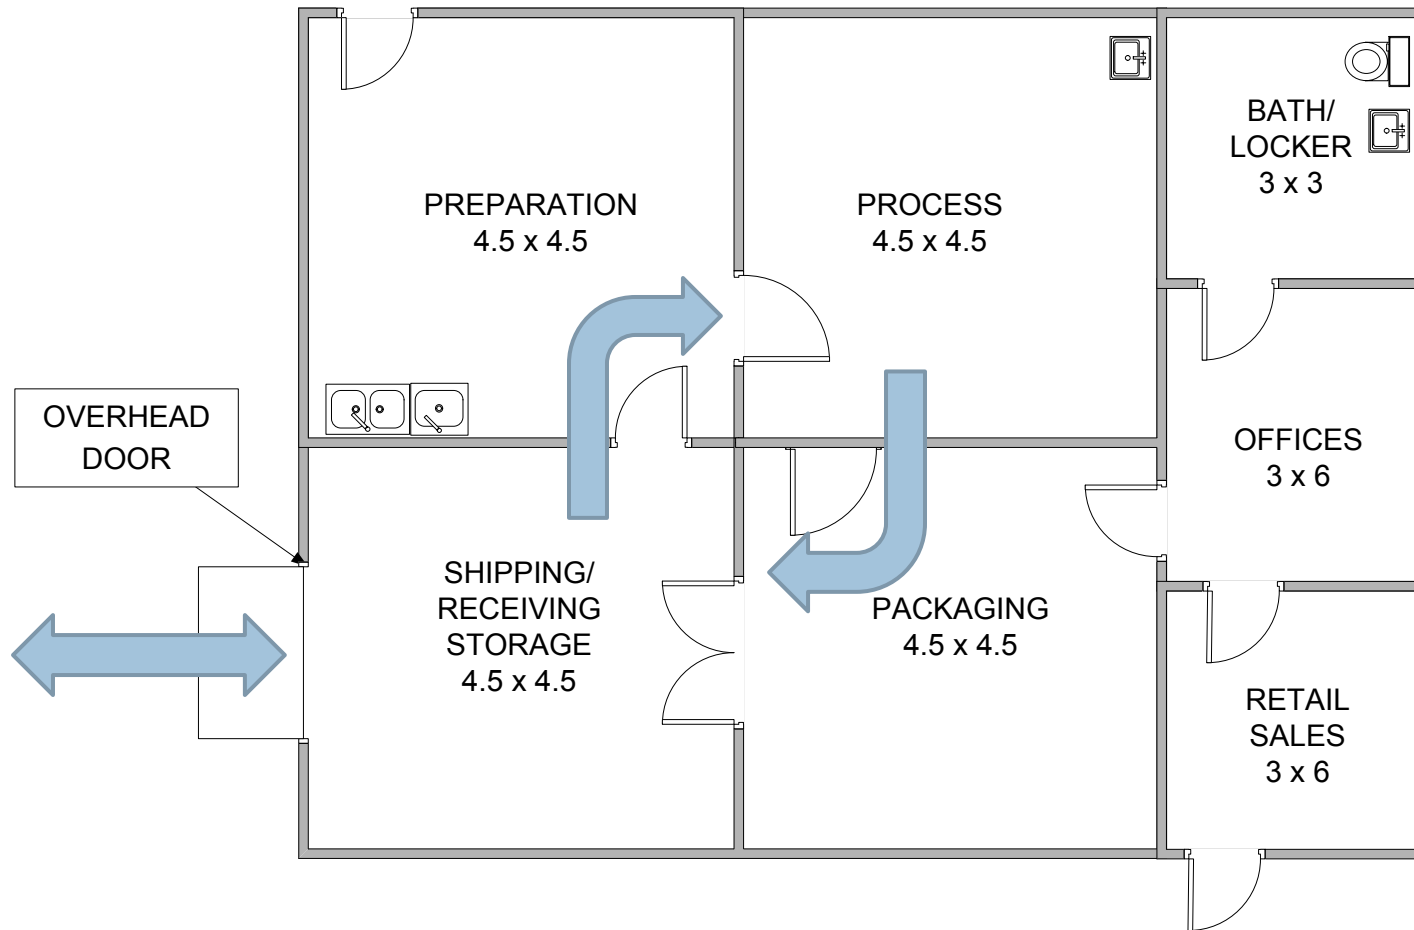 PREPARATION
4.5 x 4.5
PROCESS
4.5 x 4.5
BATH/
LOCKER
3 x 3
OVERHEAD
DOOR
OFFICES
3 x 6
SHIPPING/
RECEIVING
STORAGE
4.5 x 4.5
PACKAGING
4.5 x 4.5
RETAIL
SALES
3 x 6